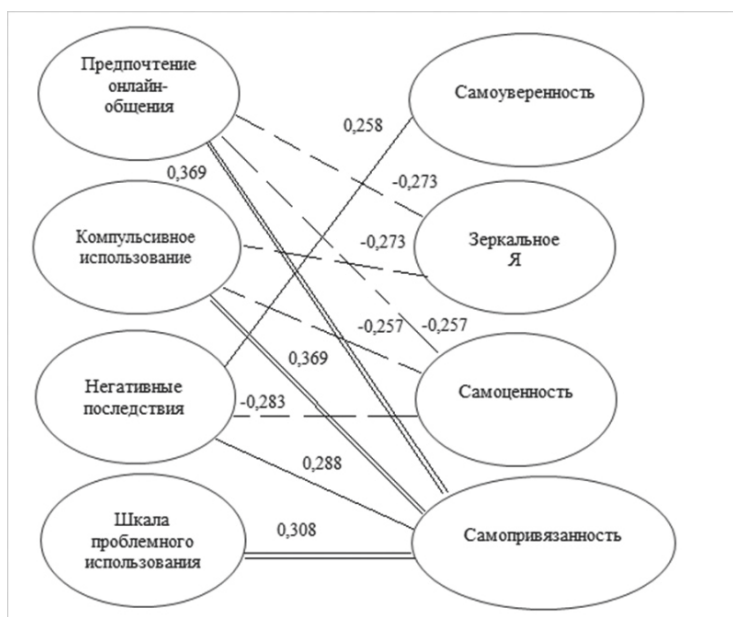 Предпочтение
онлайн-
общения
Самоуверенность
0,258
0,369
-0,273
Компульсивное
использование
-0,273
Зеркальное
Я
-0,257
-0,257
0,369
Негативные
последствия
-0,283
Самоценность
0,288
Шкала
проблемного
использования
0,308
Самопривязанность